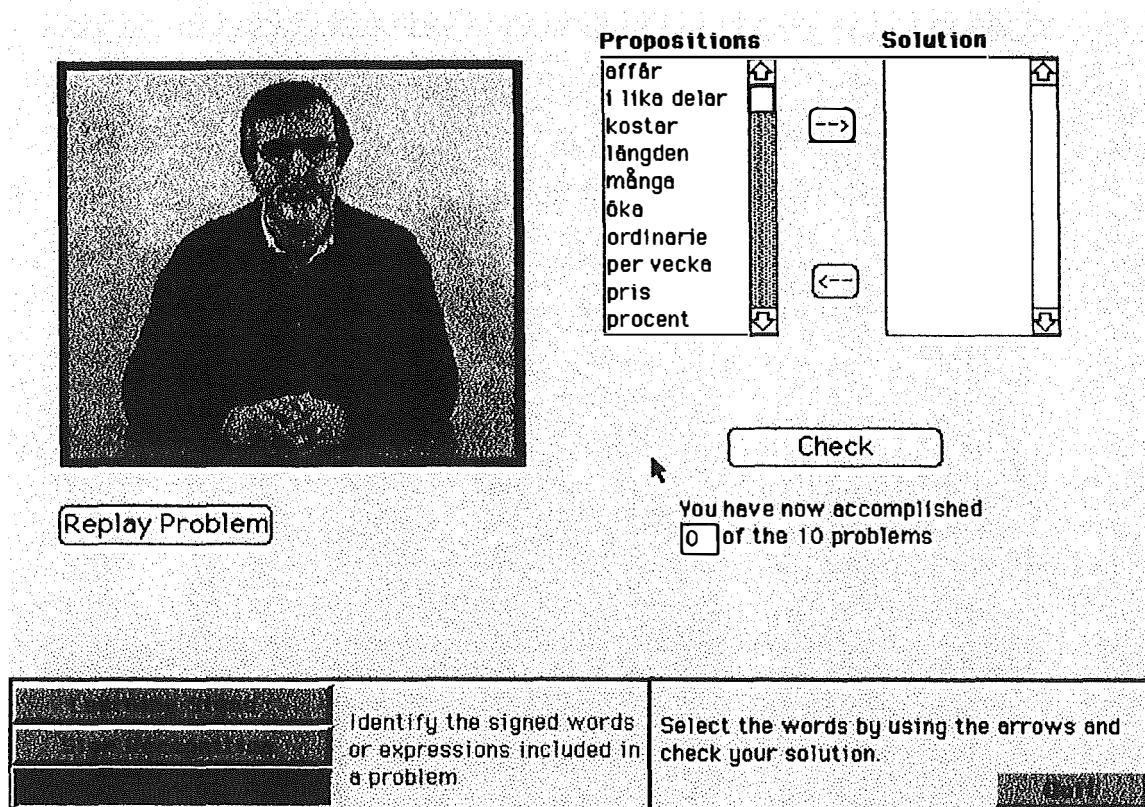 Propositions
Solution
affär
i lika delar
kostar
längden
många
öka
ordinarie
per vecka
pris
procent
-->
<--
Check
You have now accomplished
0 of the 10 problems
Replay Problem
Identify the signed words
or expressions included in
a problem
Select the words by using the arrows and
check your solution.
Quit